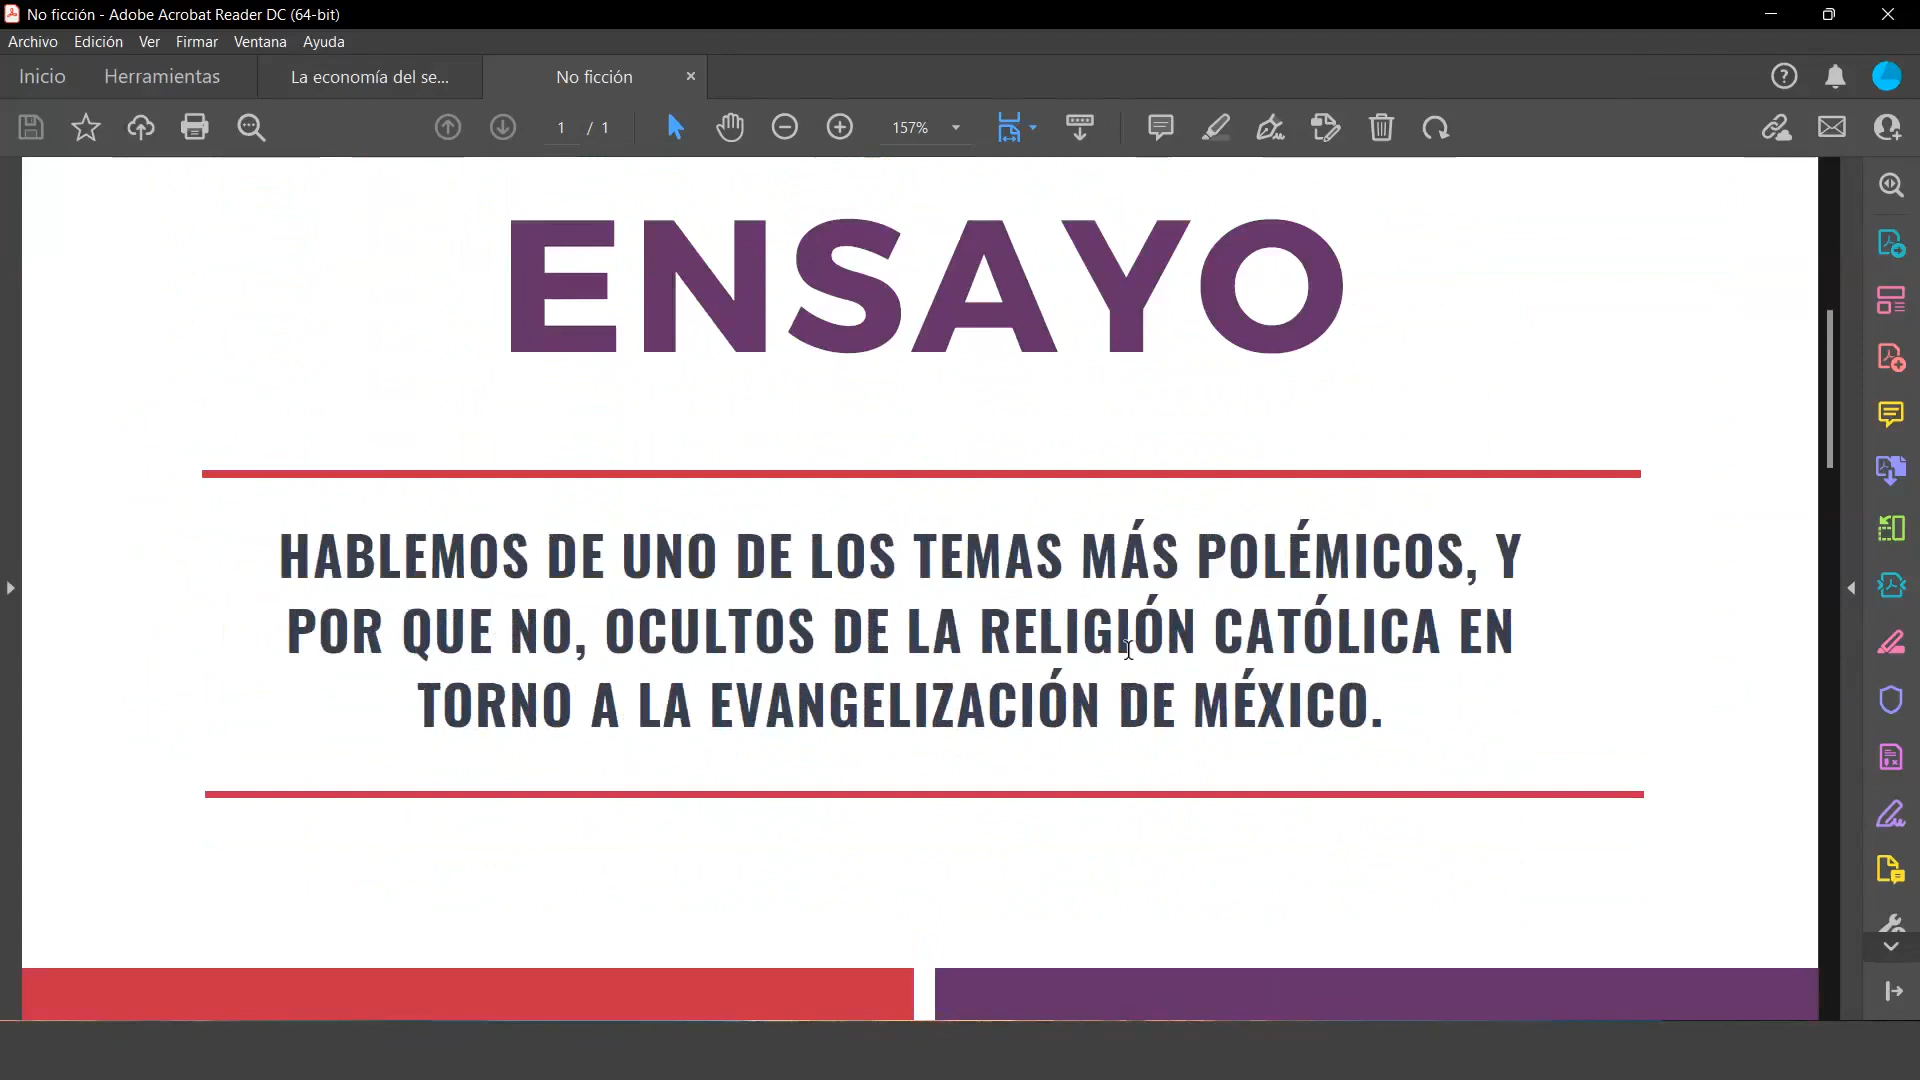 No ficción - Adobe Acrobat Reader DC (64-bit)
Archivo Edición Ver Firmar Ventana Ayuda
Inicio Herramientas La economía del se... No ficción
1 / 1 157%
ENSAYO
HABLEMOS DE UNO DE LOS TEMAS MÁS POLÉMICOS, Y
POR QUE NO, OCULTOS DE LA RELIGIÓN CATÓLICA EN
TORNO A LA EVANGELIZACIÓN DE MÉXICO.